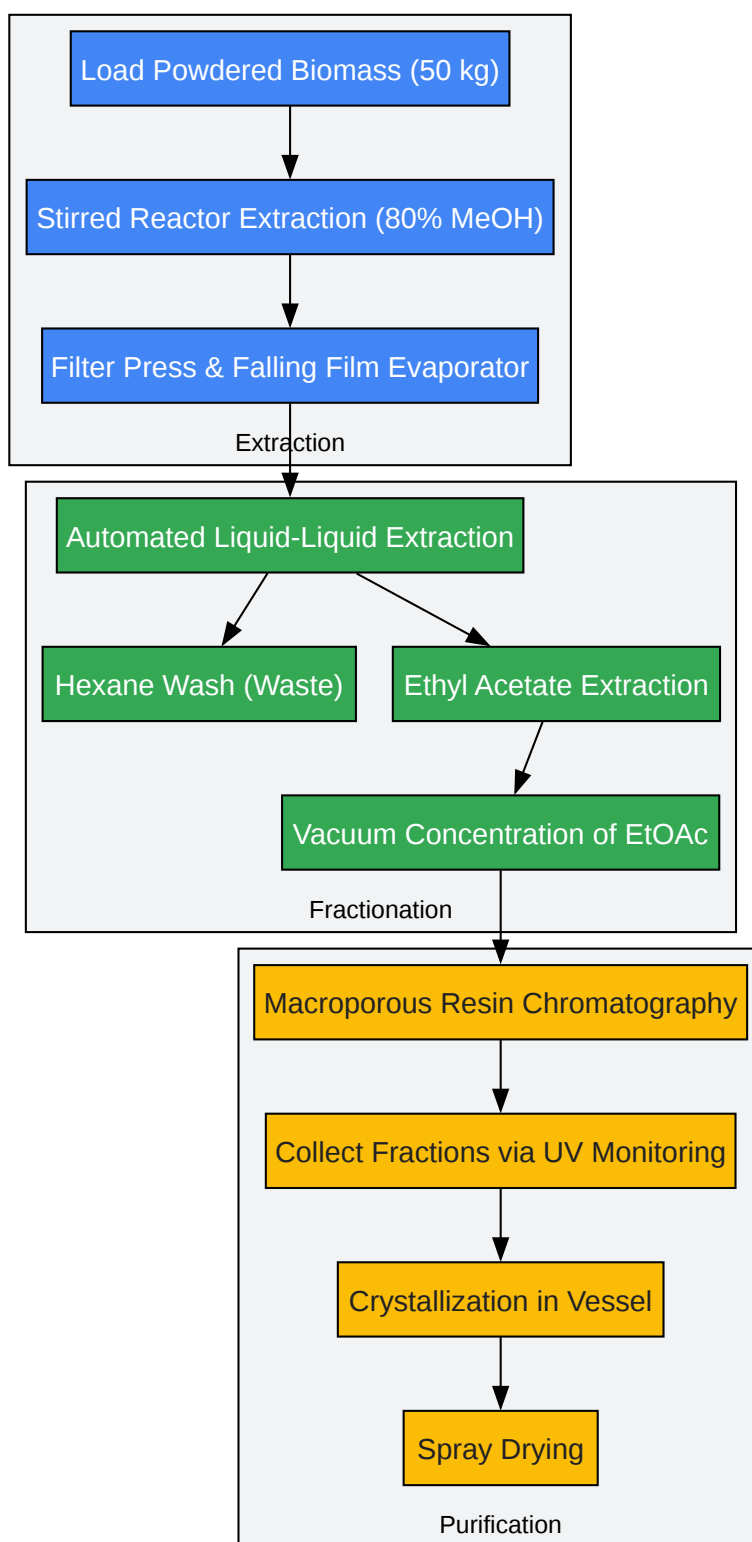 Load Powdered Biomass (50 kg)
Stirred Reactor Extraction (80% MeOH)
Filter Press & Falling Film Evaporator
Extraction
Automated Liquid-Liquid Extraction
Hexane Wash (Waste)
Ethyl Acetate Extraction
Vacuum Concentration of EtOAc
Fractionation
Macroporous Resin Chromatography
Collect Fractions via UV Monitoring
Crystallization in Vessel
Spray Drying
Purification